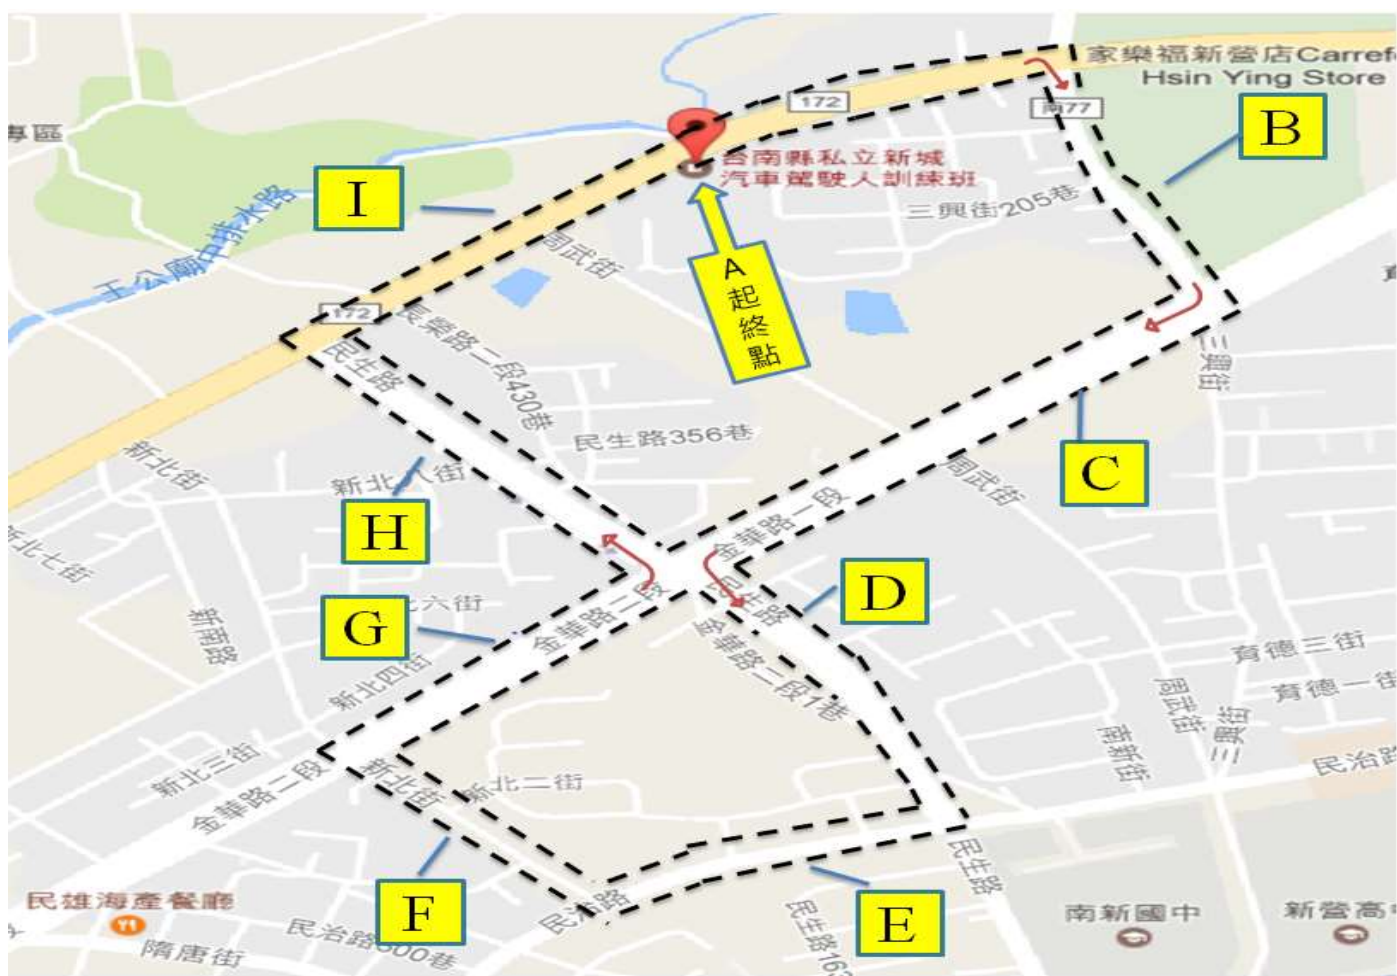 家樂福新營店Carref
Hsin Ying Store
172
南77
B
專區
台南縣私立新城
汽車駕駛人訓練班
I
三興街205巷
王公廟中排水路
周武街
A
起
終
點
172
長榮路二段430巷
民生路
三興街
民生路356巷
C
新北街
新北八街
周武街
金華路一段
H
新北七街
D
民生路
北六街
G
金華路二段
金華路二段1巷
新南路
新北四街
育德三街
育德一街
周武街
三興街
南新街
新北三街
金華路二段
新北街
新北二街
民治路
民生路
F
E
民雄海產餐廳
民治路
南新國中
新營高
隋唐街
民治路600巷
民生路163